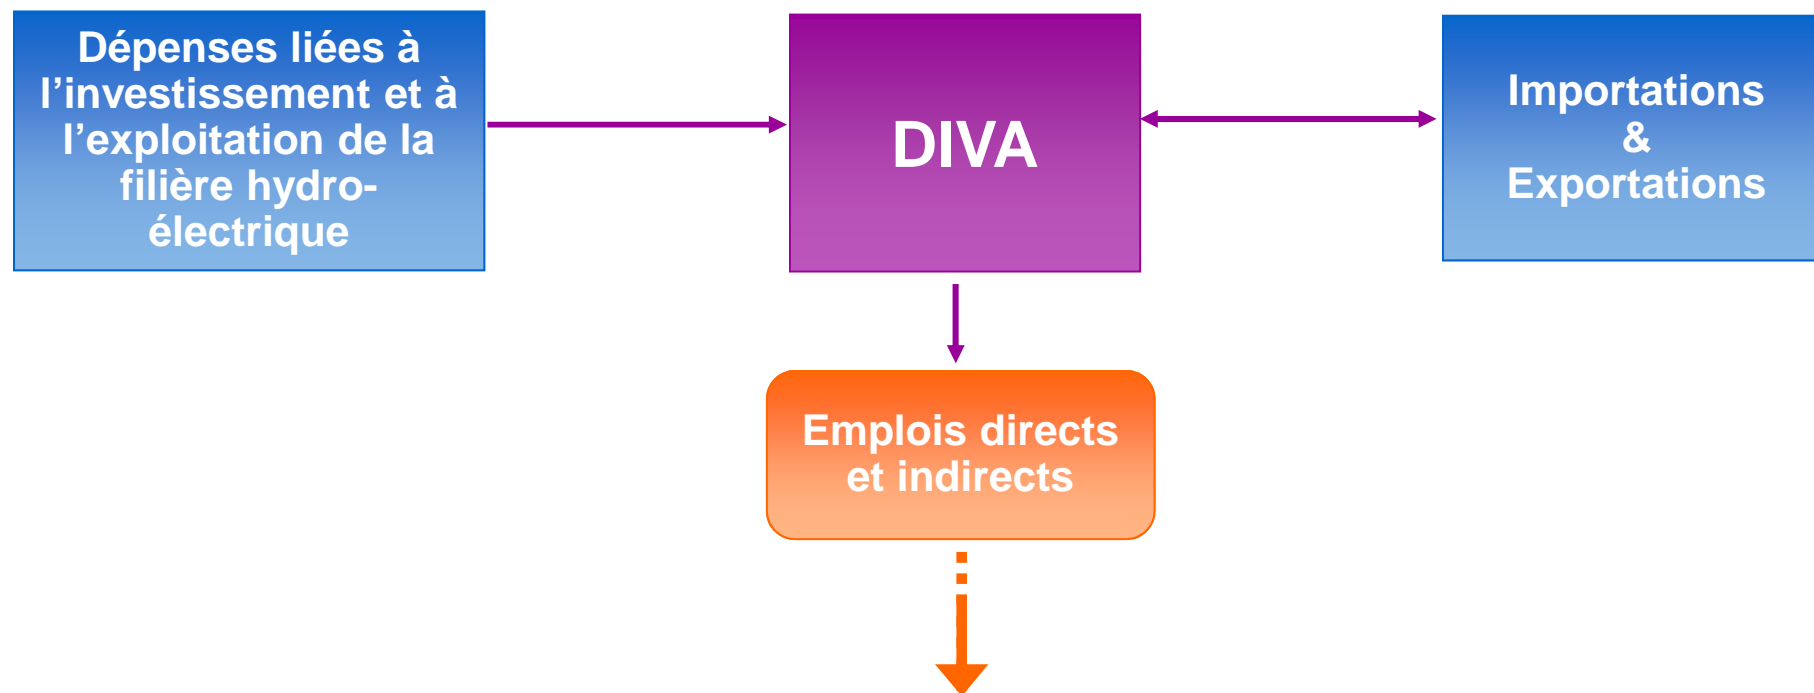 Dépenses liées à
l’investissement et à
l’exploitation de la
filière hydro-
électrique
DIVA
Importations
&
Exportations
Emplois directs
et indirects